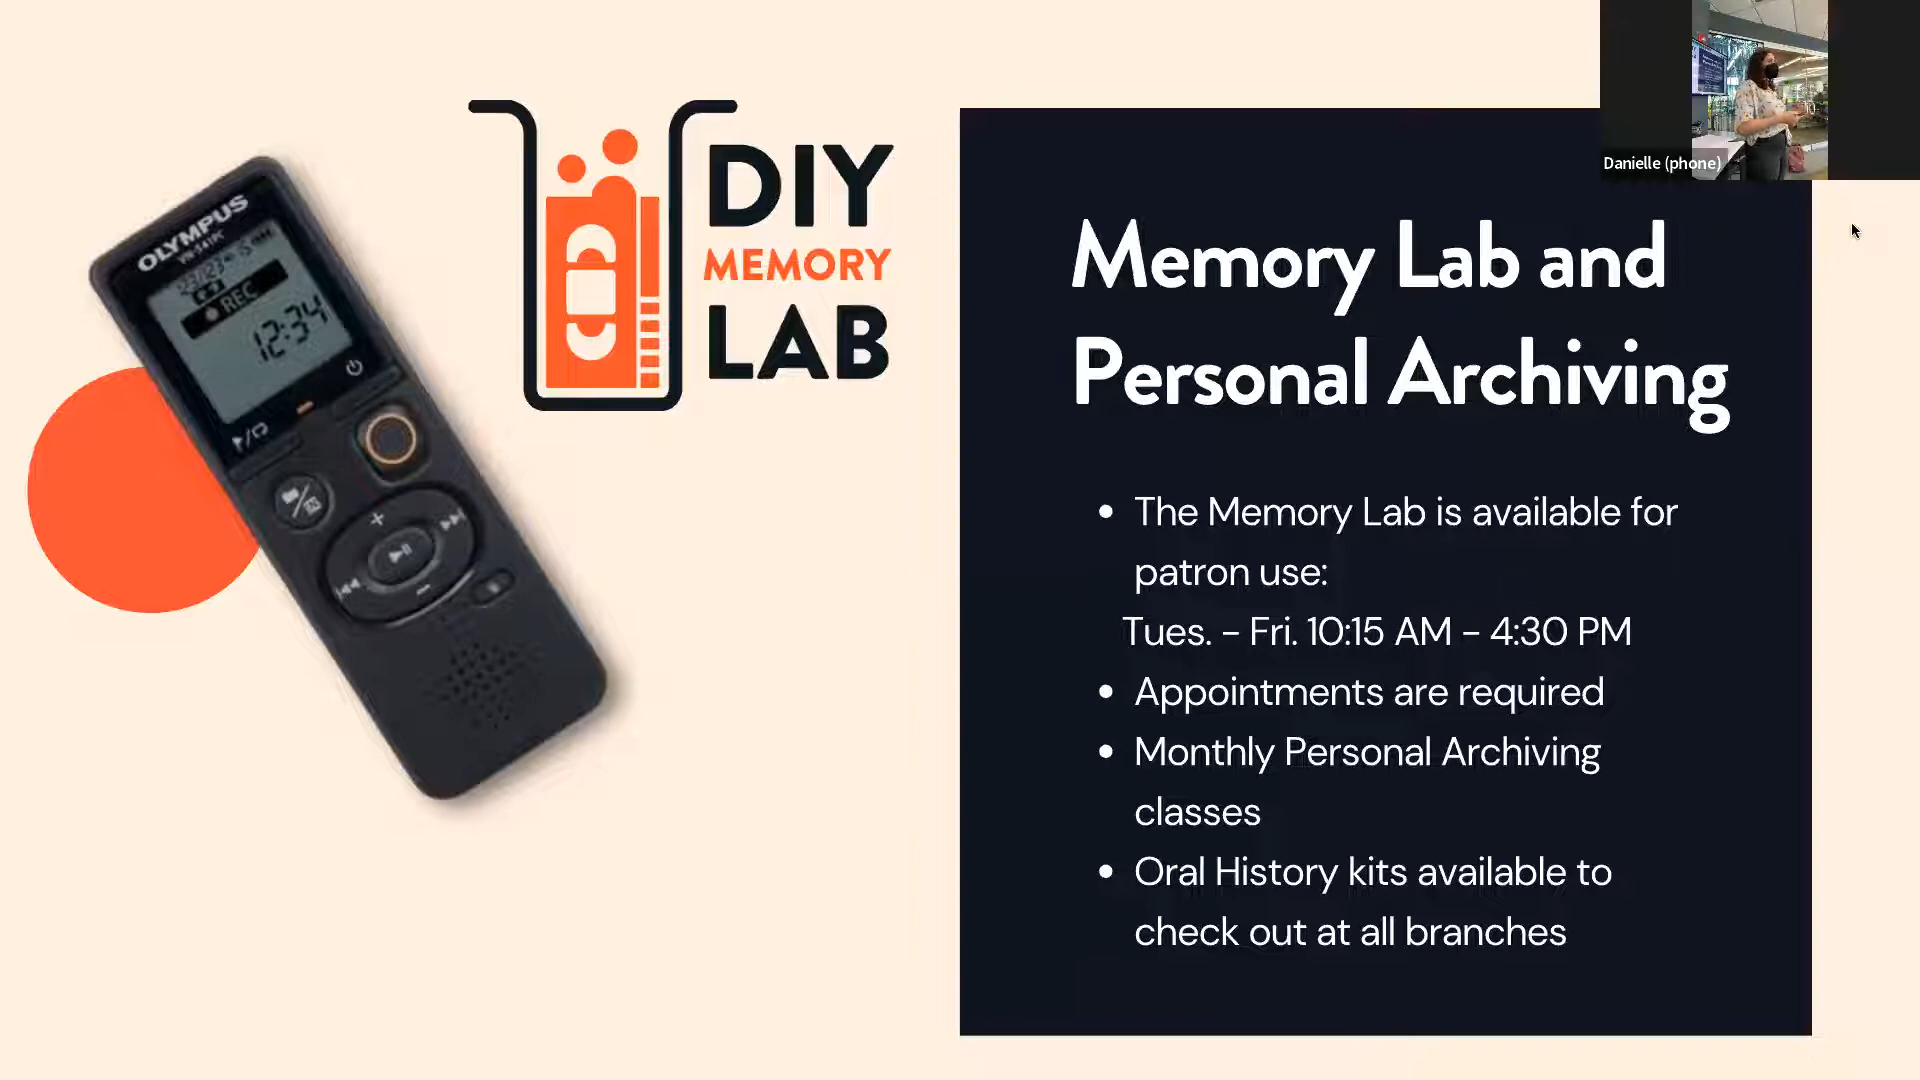 OLYMPUS
REC
12:34
DIY
MEMORY
LAB
Danielle (phone)
Memory Lab and
Personal Archiving
• The Memory Lab is available for
patron use:
Tues. - Fri. 10:15 AM - 4:30 PM
• Appointments are required
• Monthly Personal Archiving
classes
• Oral History kits available to
check out at all branches